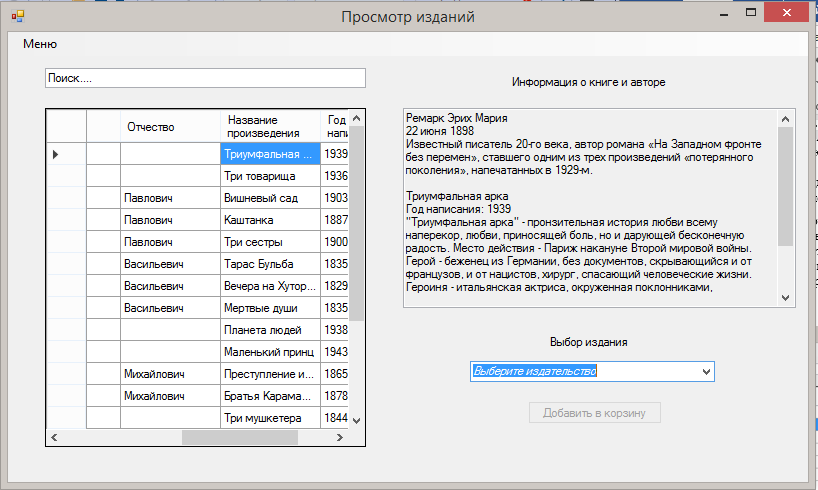 Просмотр изданий
Меню
Поиск....
Отчество Название произведения Год напи
Триумфальная ... 1939
Три товарища 1936
Павлович Вишневый сад 1903
Павлович Каштанка 1887
Павлович Три сестры 1900
Васильевич Тарас Бульба 1835
Васильевич Вечера на Хутор... 1829
Васильевич Мертвые души 1835
Планета людей 1938
Маленький принц 1943
Михайлович Преступление и... 1865
Михайлович Братья Карама... 1878
Три мушкетера 1844
Информация о книге и авторе
Ремарк Эрих Мария
22 июня 1898
Известный писатель 20-го века, автор романа «На Западном фронте
без перемен», ставшего одним из трех произведений «потерянного
поколения», напечатанных в 1929-м.
Триумфальная арка
Год написания: 1939
"Триумфальная арка" - пронзительная история любви всему
наперекор, любви, приносящей боль, но и дарующей бесконечную
радость. Место действия - Париж накануне Второй мировой войны.
Герой - беженец из Германии, без документов, скрывающийся и от
французов, и от нацистов, хирург, спасающий человеческие жизни.
Героиня - итальянская актриса, окруженная поклонниками,
Выбор издания
Выберите издательство
Добавить в корзину